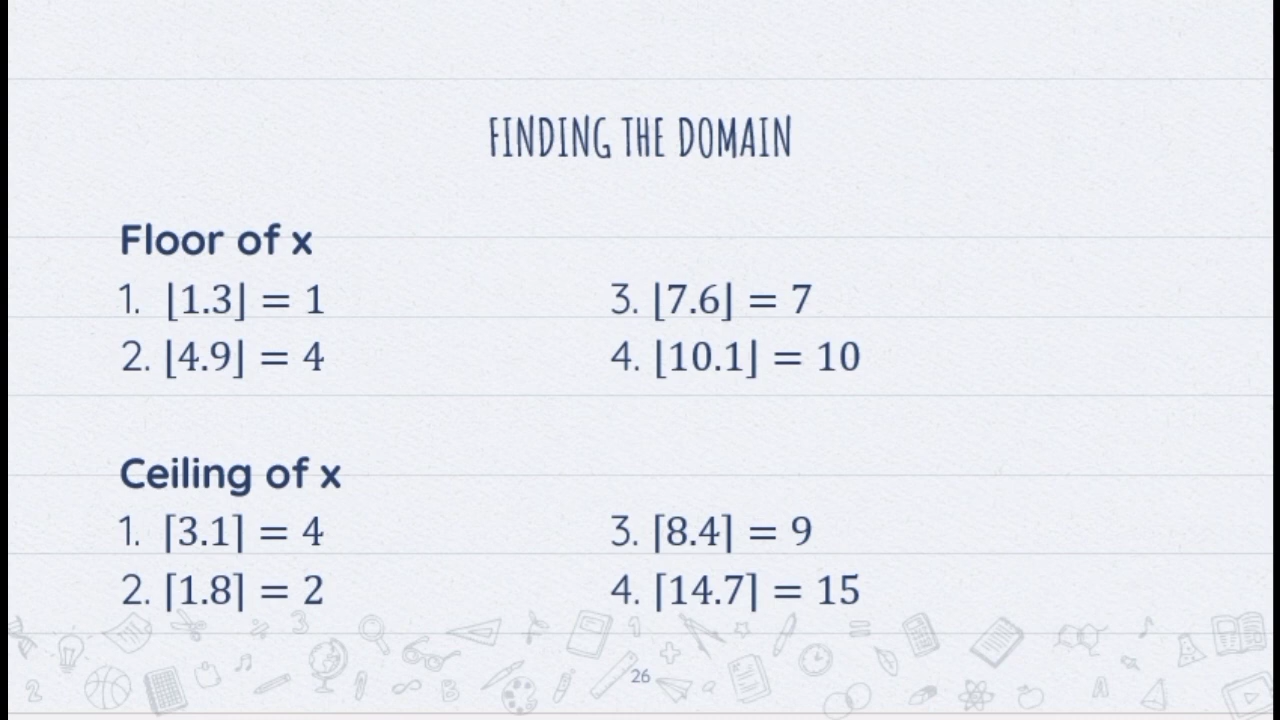 FINDING THE DOMAIN
Floor of x
1. ⌊1.3⌋ = 1
2. ⌊4.9⌋ = 4
3. ⌊7.6⌋ = 7
4. ⌊10.1⌋ = 10
Ceiling of x
1. ⌈3.1⌉ = 4
2. ⌈1.8⌉ = 2
3. ⌈8.4⌉ = 9
4. ⌈14.7⌉ = 15
26